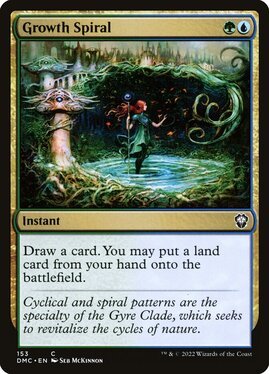 Growth Spiral
Instant
Draw a card. You may put a land
card from your hand onto the
battlefield.
Cyclical and spiral patterns are the
specialty of the Gyre Clade, which seeks
to revitalize the cycles of nature.
153 C
DMC • EN Seb McKinnon
™ & © 2022 Wizards of the Coast